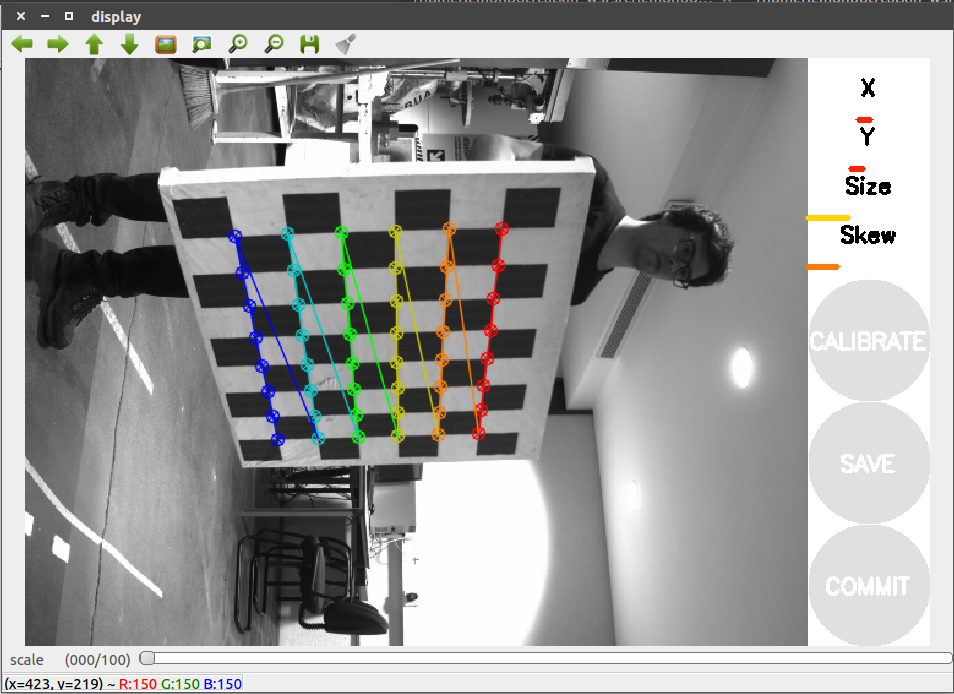 display
X
Y
Size
Skew
CALIBRATE
SAVE
COMMIT
scale (000/100)
(x=423, y=219) ~ R:150 G:150 B:150